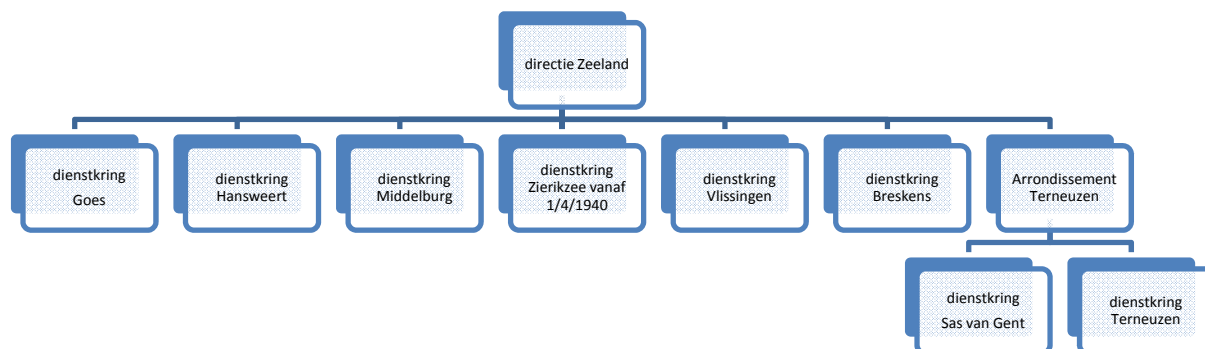 directie Zeeland
dienstkring
Goes
dienstkring
Hansweert
dienstkring
Middelburg
dienstkring
Zierikzee vanaf
1/4/1940
dienstkring
Vlissingen
dienstkring
Breskens
Arrondissement
Terneuzen
dienstkring
Sas van Gent
dienstkring
Terneuzen